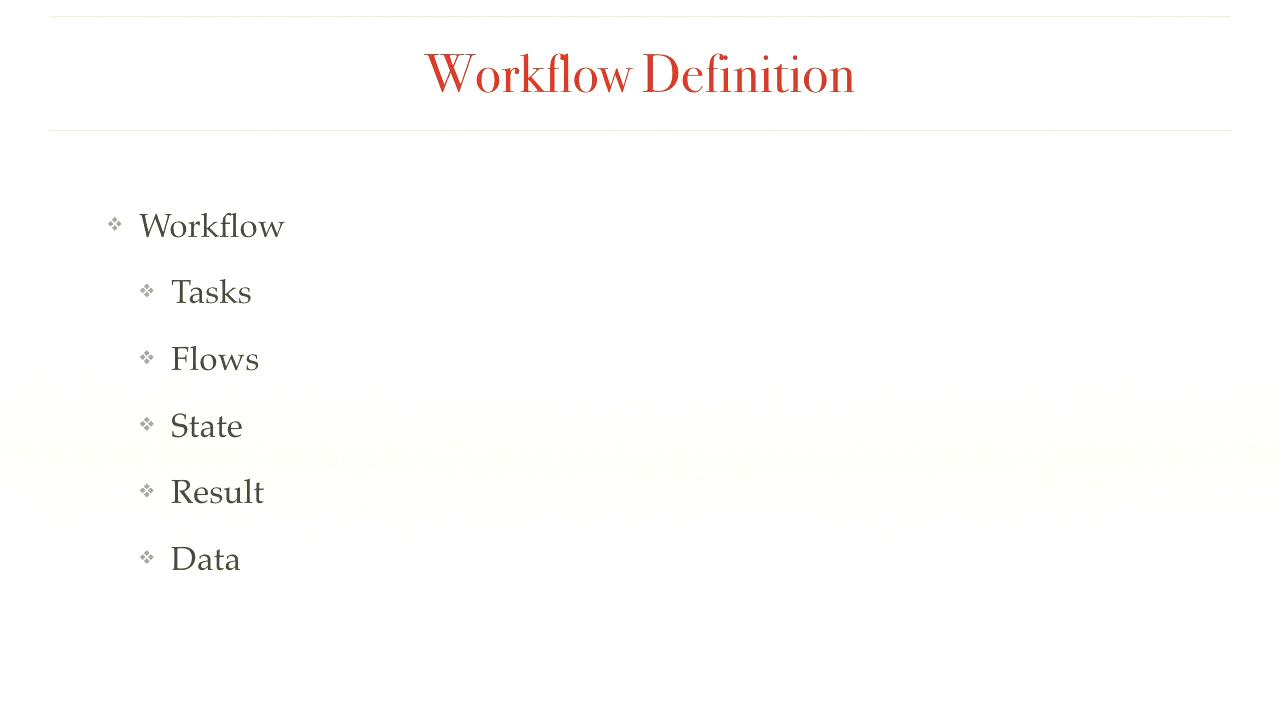 Workflow Definition
❖ Workflow
❖ Tasks
❖ Flows
❖ State
❖ Result
❖ Data